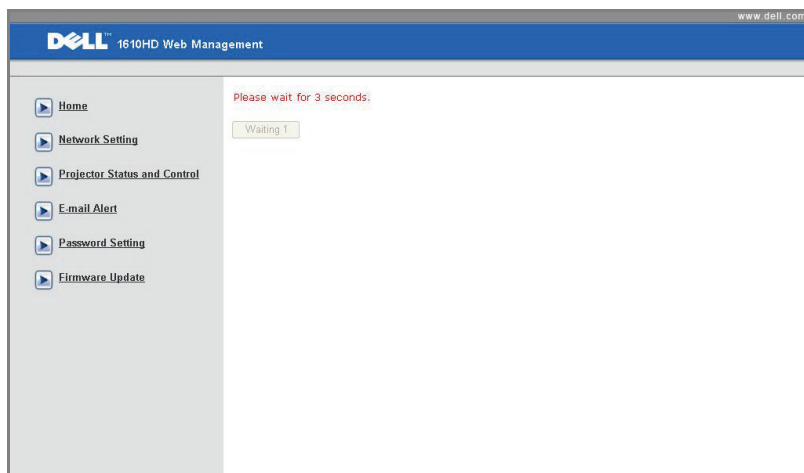 www.dell.com
DELL™ 1610HD Web Management
Home
Network Setting
Projector Status and Control
E-mail Alert
Password Setting
Firmware Update
Please wait for 3 seconds.
Waiting 1